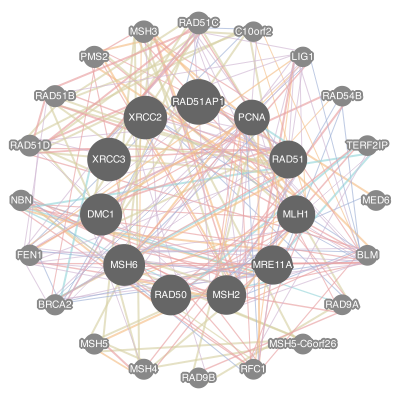 RAD51C
MSH3
C10orf2
PMS2
LIG1
RAD51B
RAD51AP1
RAD54B
XRCC2
PCNA
RAD51D
TERF2IP
XRCC3
RAD51
NBN
MED6
DMC1
MLH1
FEN1
BLM
MSH6
MRE11A
RAD50
MSH2
BRCA2
RAD9A
MSH5
MSH5-C6orf26
MSH4
RFC1
RAD9B